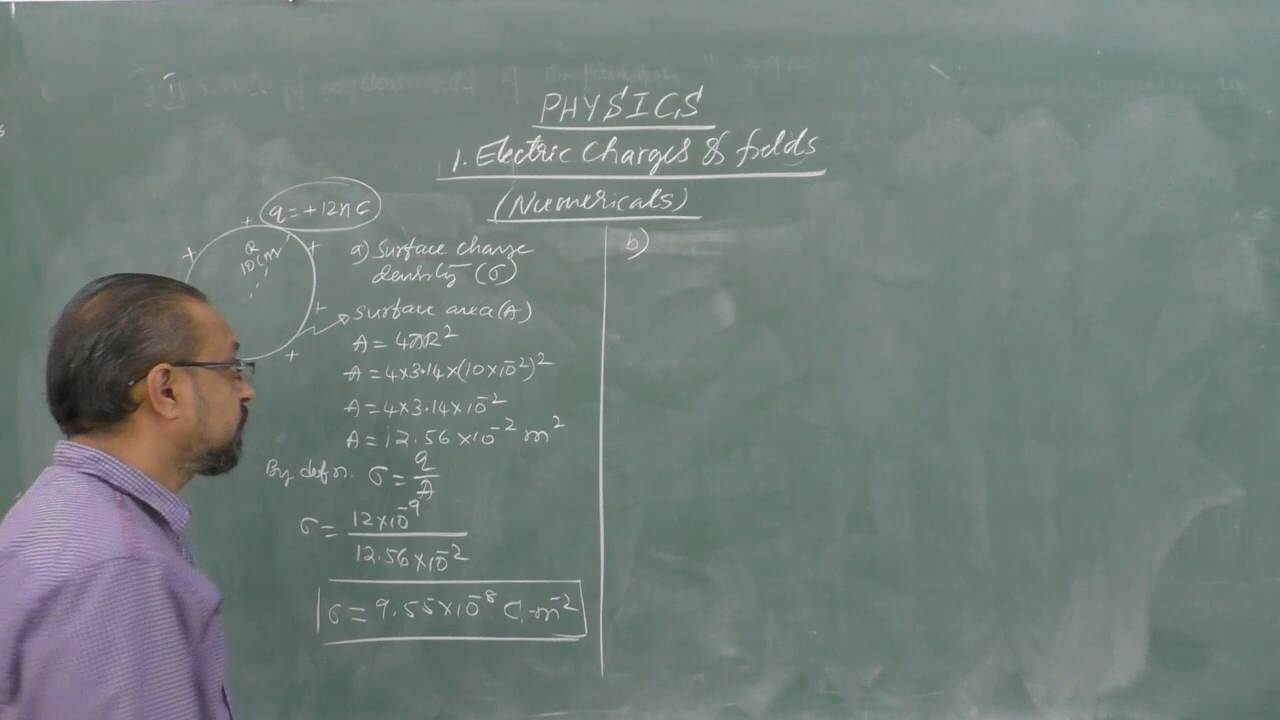 PHYSICS
1. Electric Charges & fields
(Numericals)
q = +12nC
R
10cm
a) Surface charge
density (σ)
surface area (A)
A = 4πR²
A = 4×3.14×(10×10⁻²)²
A = 4×3.14×10⁻²
A = 12.56 ×10⁻² m²
By defn. σ = q/A
σ = 12×10⁻⁹ / 12.56×10⁻²
σ = 9.55×10⁻⁸ C.m⁻²
b)